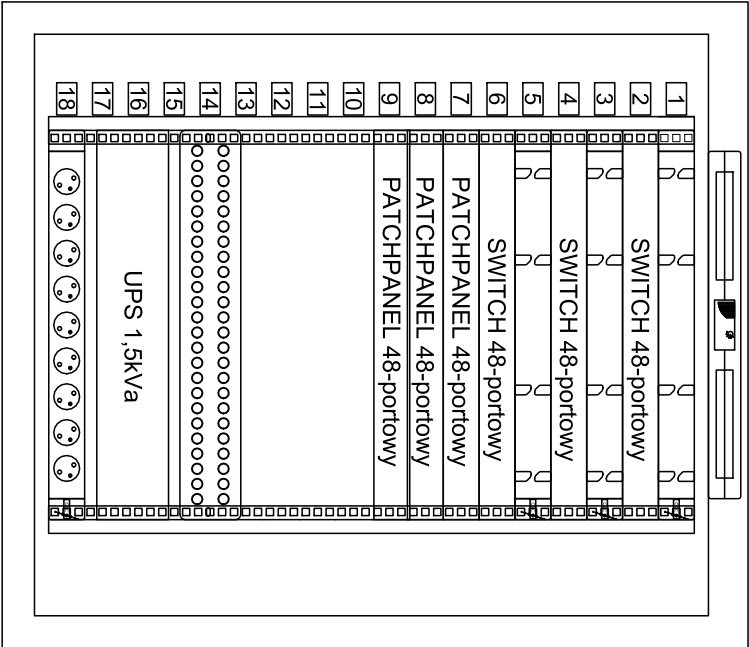 1
2 SWITCH 48-portowy
3
4 SWITCH 48-portowy
5
6 SWITCH 48-portowy
7 PATCHPANEL 48-portowy
8 PATCHPANEL 48-portowy
9 PATCHPANEL 48-portowy
10
11
12
13
14
15
16 UPS 1,5kVa
17
18